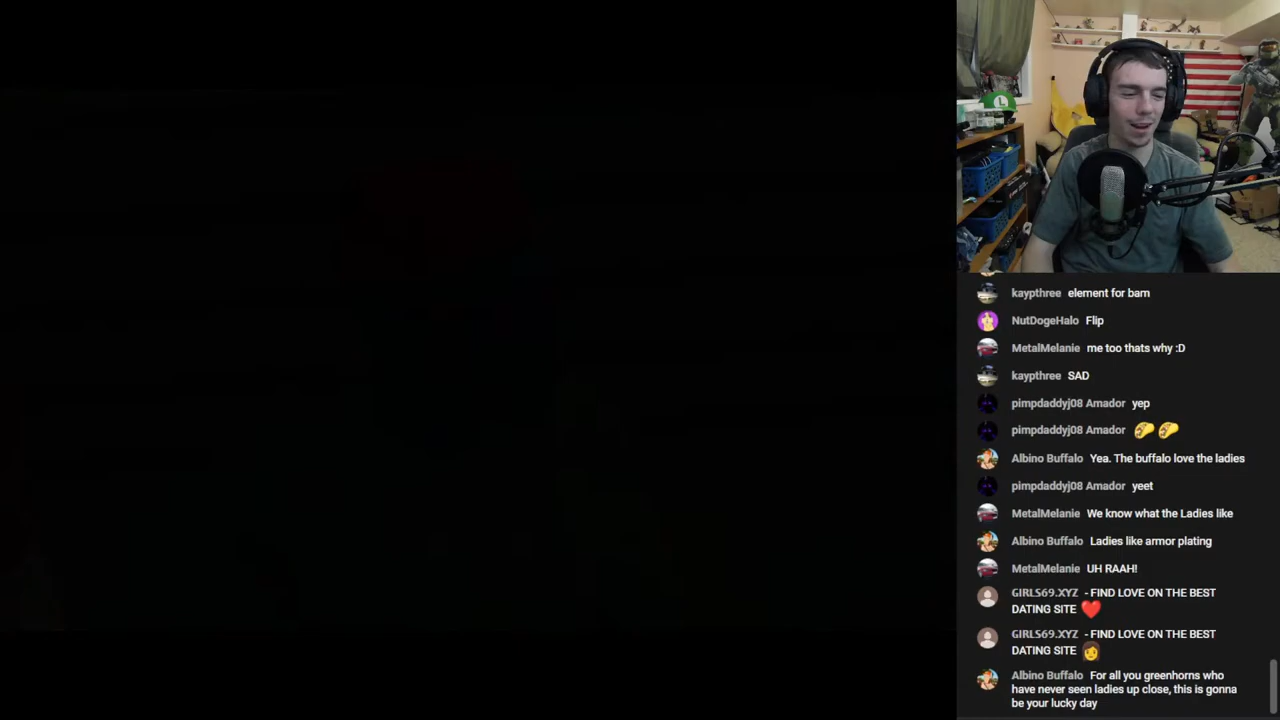 L
kaypthree element for bam
NutDogeHalo Flip
MetalMelanie me too thats why :D
kaypthree SAD
pimpdaddyj08 Amador yep
pimpdaddyj08 Amador 🌮 🌮
Albino Buffalo Yea. The buffalo love the ladies
pimpdaddyj08 Amador yeet
MetalMelanie We know what the Ladies like
Albino Buffalo Ladies like armor plating
MetalMelanie UH RAAH!
GIRLS69.XYZ - FIND LOVE ON THE BEST
DATING SITE ❤️
GIRLS69.XYZ - FIND LOVE ON THE BEST
DATING SITE 👩
Albino Buffalo For all you greenhorns who
have never seen ladies up close, this is gonna
be your lucky day